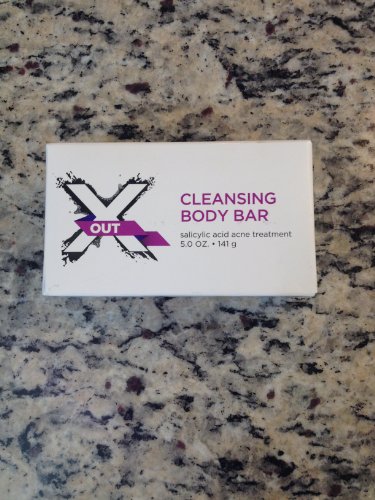 X
OUT
CLEANSING
BODY BAR
salicylic acid acne treatment
5.0 OZ. • 141 g